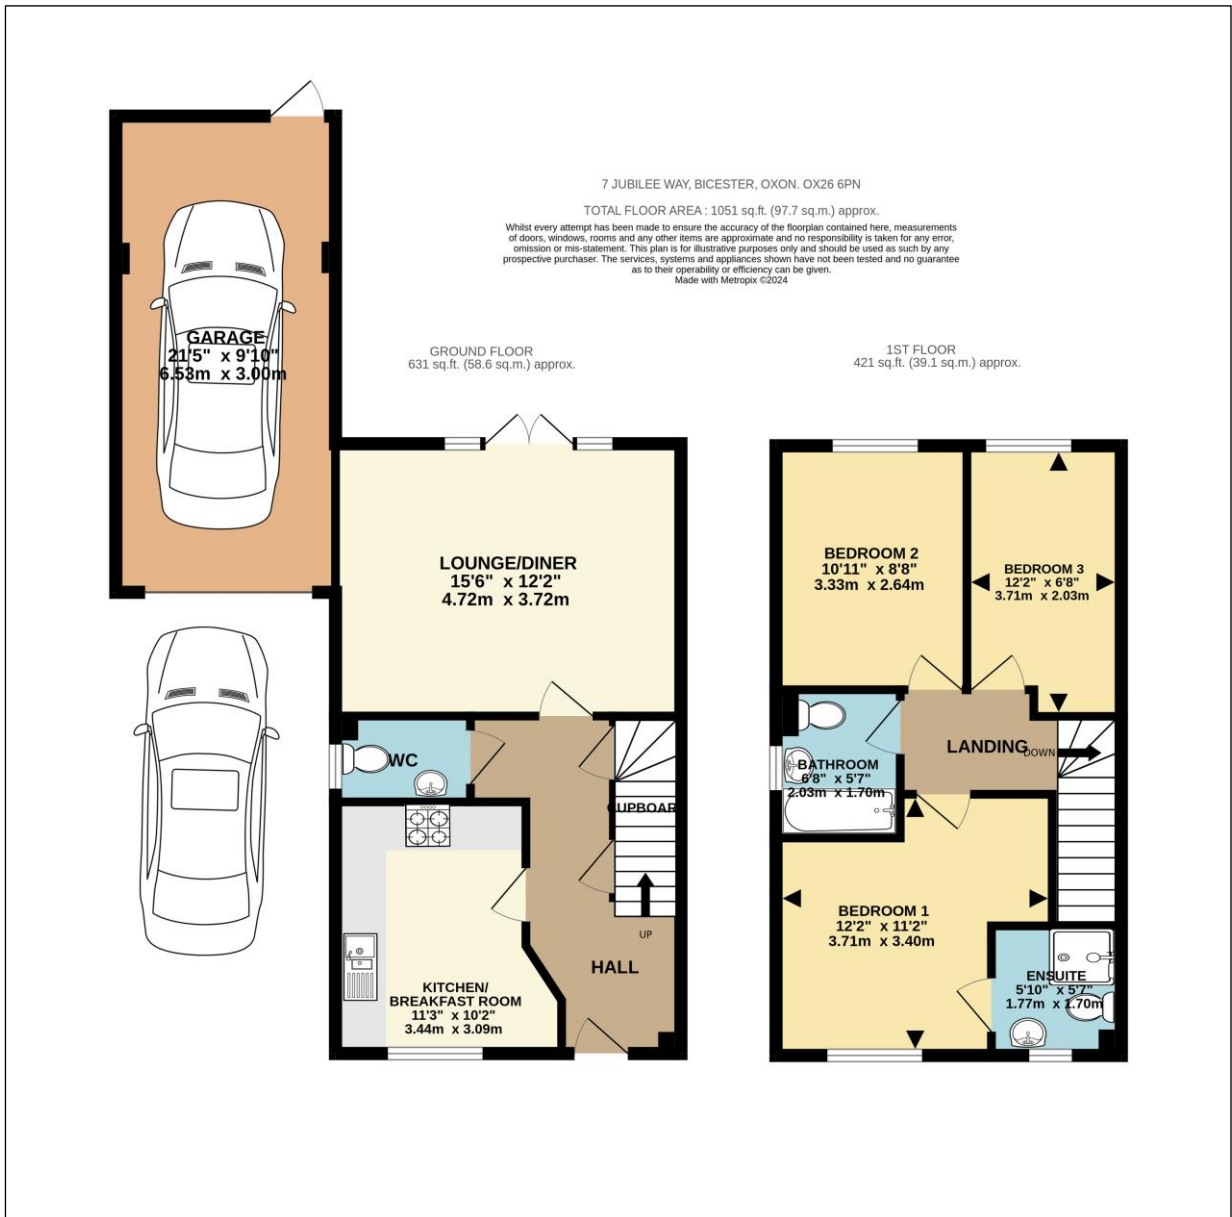 7 JUBILEE WAY, BICESTER, OXON. OX26 6PN
TOTAL FLOOR AREA : 1051 sq.ft. (97.7 sq.m.) approx.
Whilst every attempt has been made to ensure the accuracy of the floorplan contained here, measurements
of doors, windows, rooms and any other items are approximate and no responsibility is taken for any error,
omission or mis-statement. This plan is for illustrative purposes only and should be used as such by any
prospective purchaser. The services, systems and appliances shown have not been tested and no guarantee
as to their operability or efficiency can be given.
Made with Metropix ©2024
GARAGE
21'5" x 9'10"
6.53m x 3.00m
GROUND FLOOR
631 sq.ft. (58.6 sq.m.) approx.
1ST FLOOR
421 sq.ft. (39.1 sq.m.) approx.
LOUNGE/DINER
15'6" x 12'2"
4.72m x 3.72m
WC
CUPBOAR
UP
HALL
KITCHEN/
BREAKFAST ROOM
11'3" x 10'2"
3.44m x 3.09m
BEDROOM 2
10'11" x 8'8"
3.33m x 2.64m
BEDROOM 3
12'2" x 6'8"
3.71m x 2.03m
LANDING
DOWN
BATHROOM
6'8" x 5'7"
2.03m x 1.70m
BEDROOM 1
12'2" x 11'2"
3.71m x 3.40m
ENSUITE
5'10" x 5'7"
1.77m x 1.70m